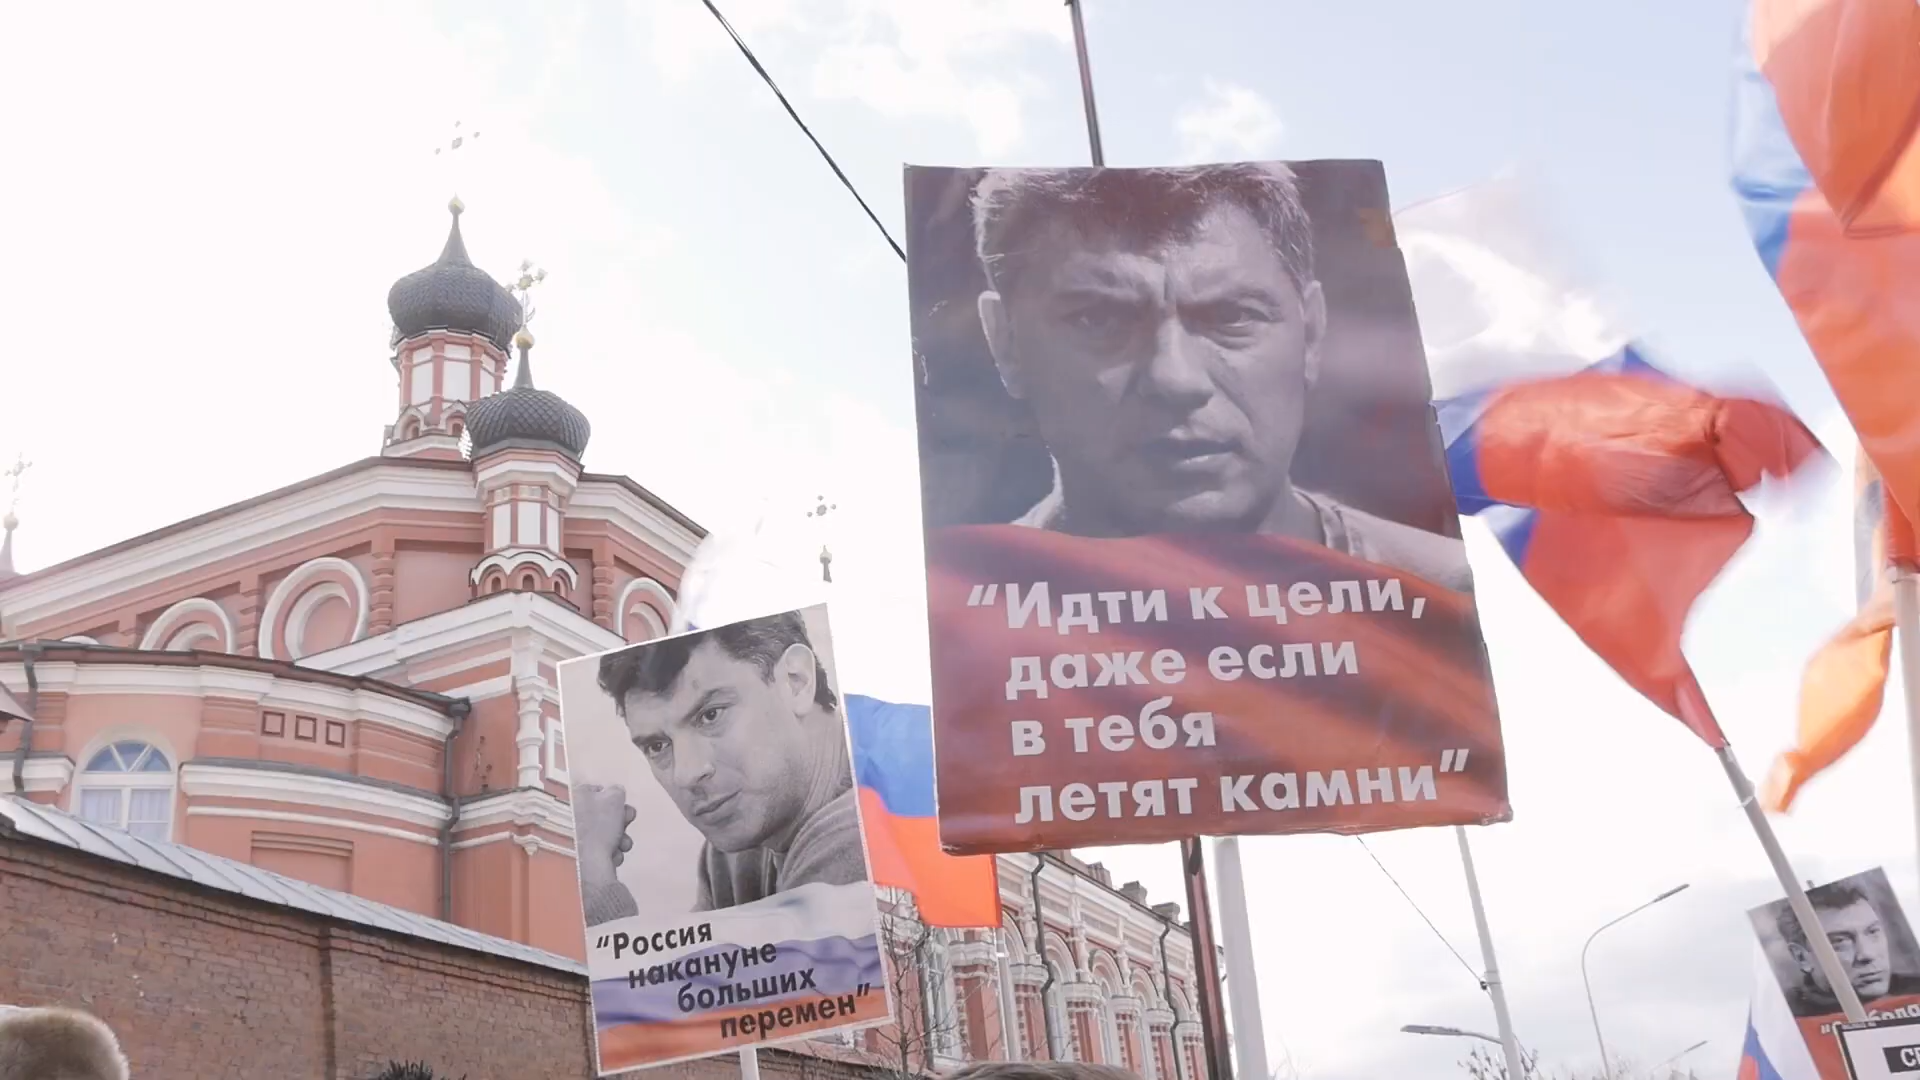 “Идти к цели,
даже если
в тебя
летят камни”
“Россия
накануне
больших
перемен”